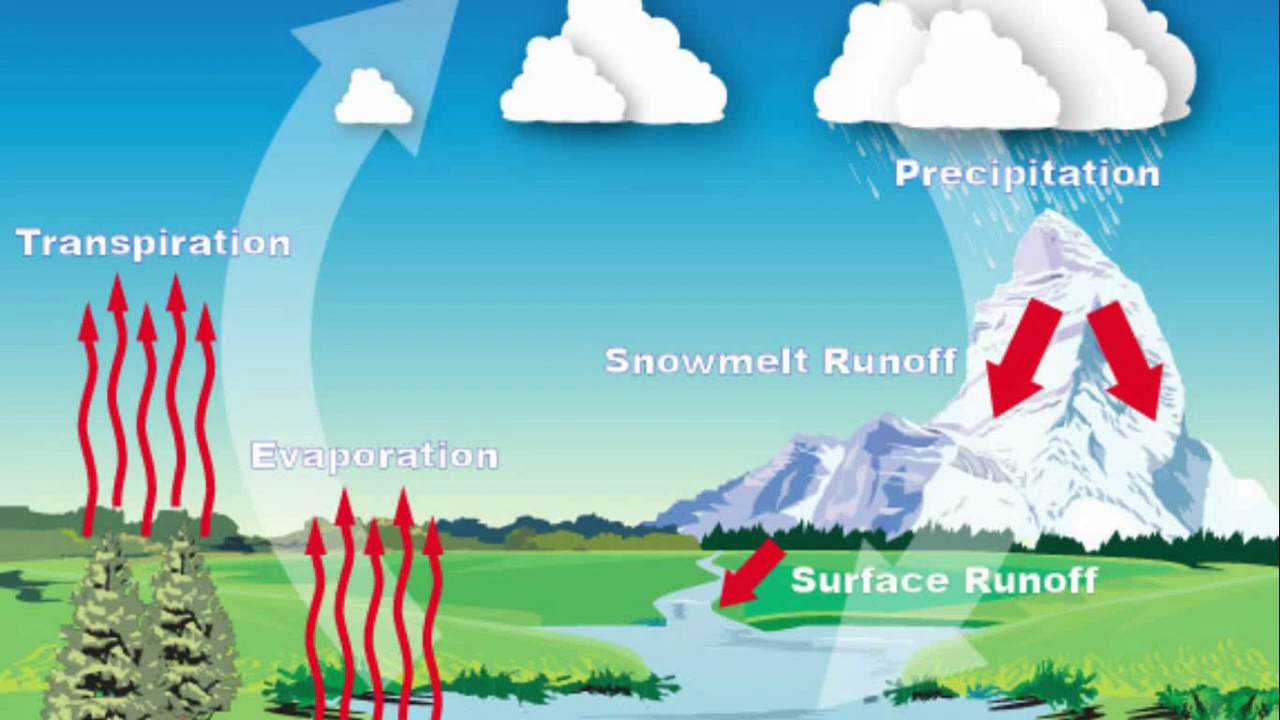 Precipitation
Transpiration
Snowmelt Runoff
Evaporation
Surface Runoff